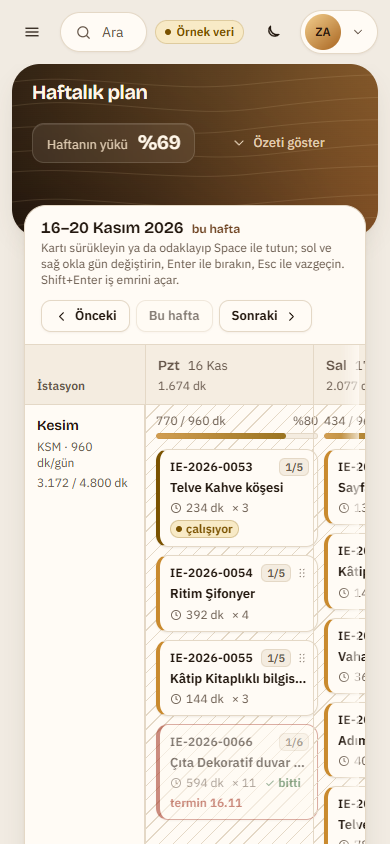 Ara
Örnek veri
ZA
Haftalık plan
Haftanın yükü %69
Özeti göster
16–20 Kasım 2026 bu hafta
Kartı sürükleyin ya da odaklayıp Space ile tutun; sol ve
sağ okla gün değiştirin, Enter ile bırakın, Esc ile vazgeçin.
Shift+Enter iş emrini açar.
Önceki
Bu hafta
Sonraki
İstasyon
Pzt 16 Kas
1.674 dk
Sal
2.077
Kesim
KSM · 960
dk/gün
3.172 / 4.800 dk
770 / 960 dk %80
434 /
IE-2026-0053 1/5
Telve Kahve köşesi
234 dk × 3
çalışıyor
IE-2026-0054 1/5
Ritim Şifonyer
392 dk × 4
IE-2026-0055 1/5
Kâtip Kitaplıklı bilgis...
144 dk × 3
IE-2026-0066 1/6
Çıta Dekoratif duvar ...
594 dk × 11 ✓ bitti
termin 16.11